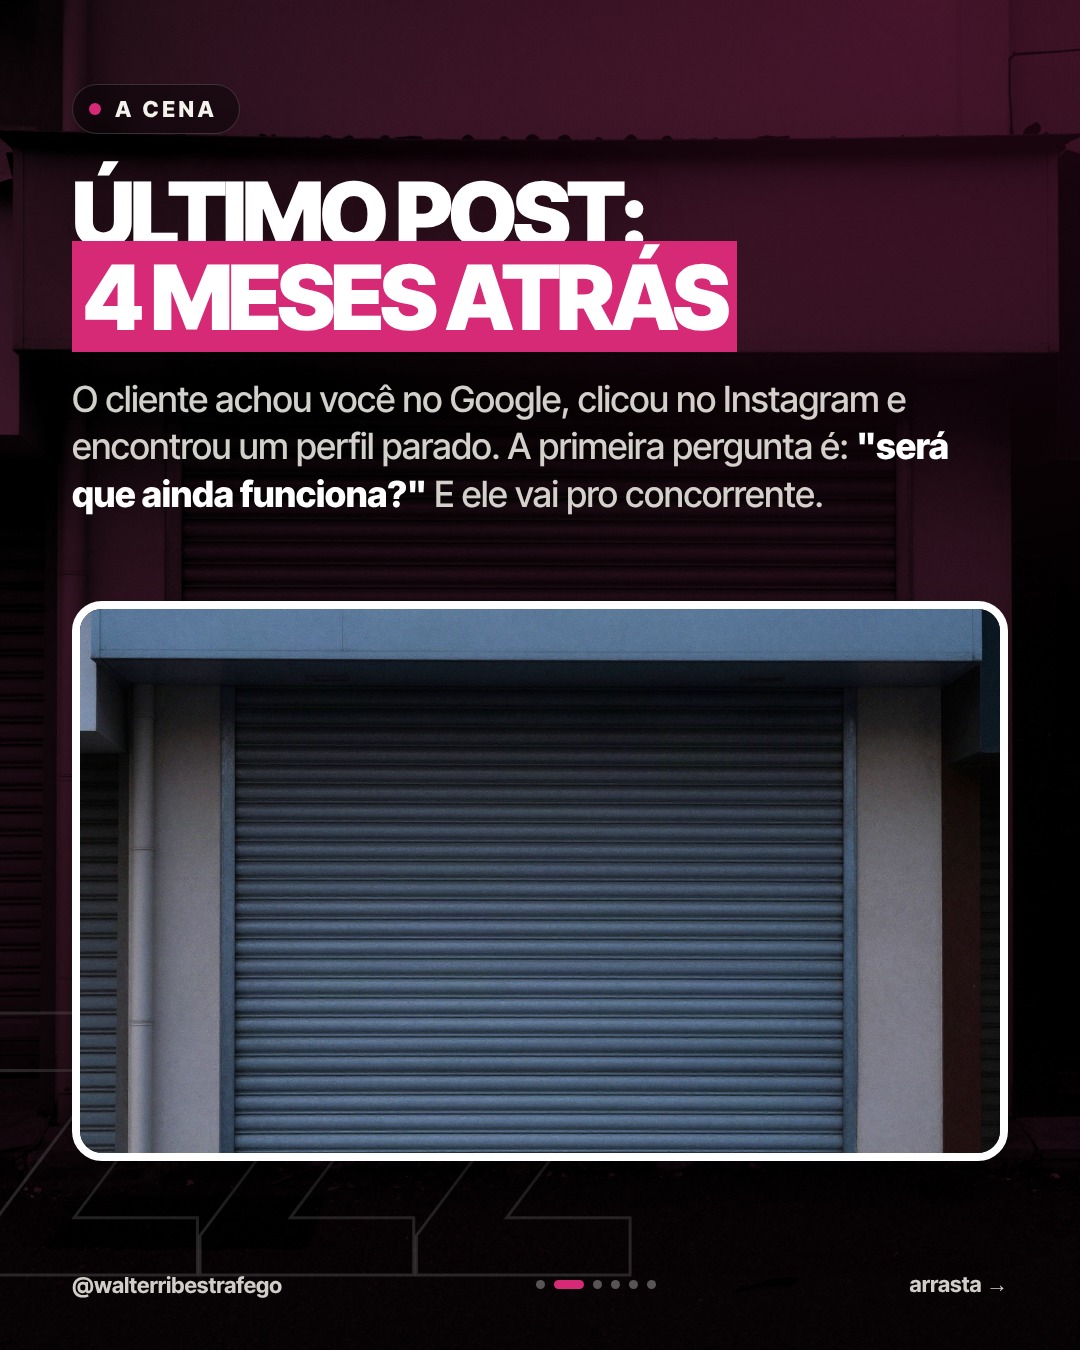 A CENA
ÚLTIMO POST:
4 MESES ATRÁS
O cliente achou você no Google, clicou no Instagram e
encontrou um perfil parado. A primeira pergunta é: "será
que ainda funciona?" E ele vai pro concorrente.
@walterribestrafego
arrasta →